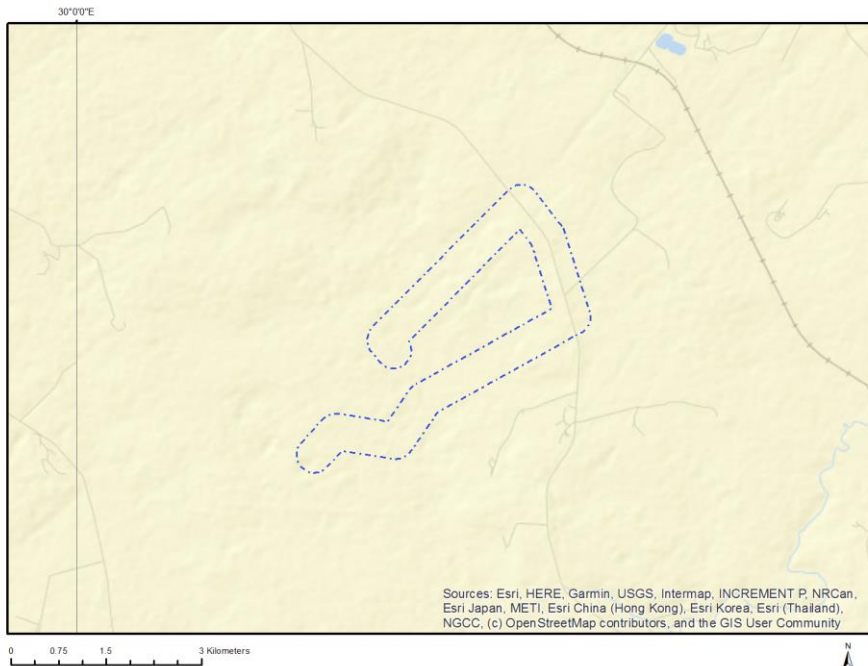 30°0'0"E
Sources: Esri, HERE, Garmin, USGS, Intermap, INCREMENT P, NRCan,
Esri Japan, METI, Esri China (Hong Kong), Esri Korea, Esri (Thailand),
NGCC, (c) OpenStreetMap contributors, and the GIS User Community
0 0.75 1.5 3 Kilometers
N